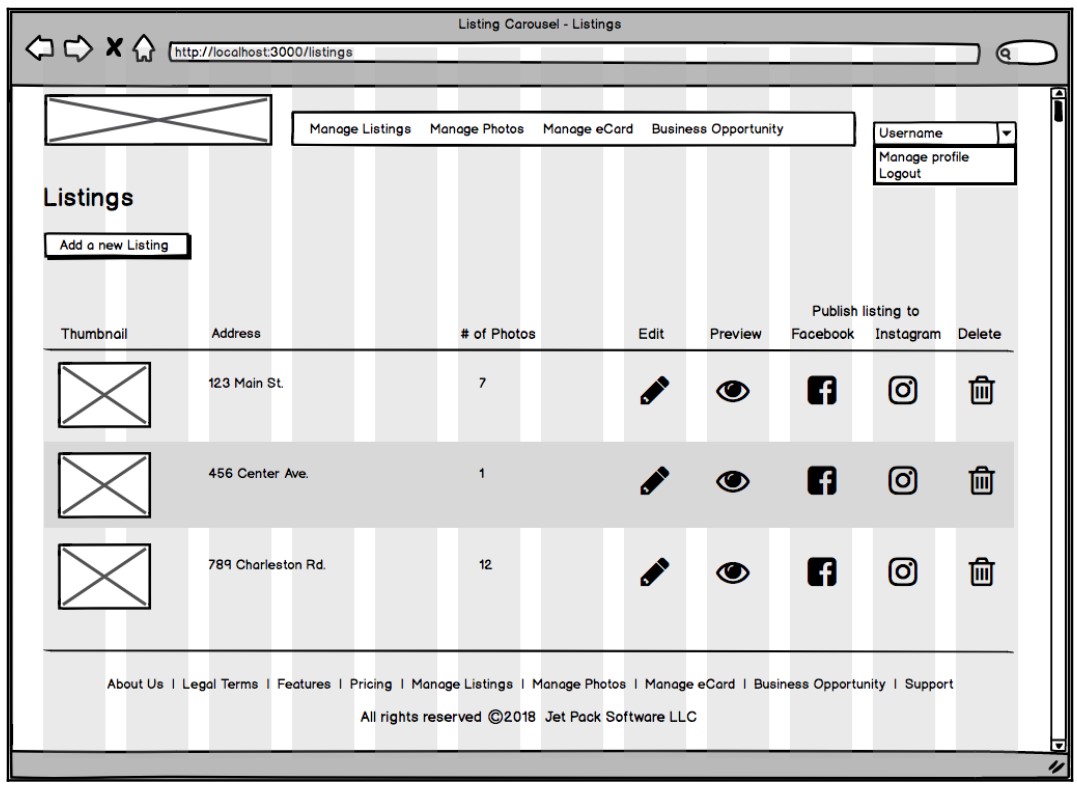 Listing Carousel - Listings
http://localhost:3000/listings
Manage Listings Manage Photos Manage eCard Business Opportunity
Username
Manage profile
Logout
Listings
Add a new Listing
Publish listing to
Thumbnail Address # of Photos Edit Preview Facebook Instagram Delete
123 Main St. 7
456 Center Ave. 1
789 Charleston Rd. 12
About Us | Legal Terms | Features | Pricing | Manage Listings | Manage Photos | Manage eCard | Business Opportunity | Support
All rights reserved ©2018 Jet Pack Software LLC